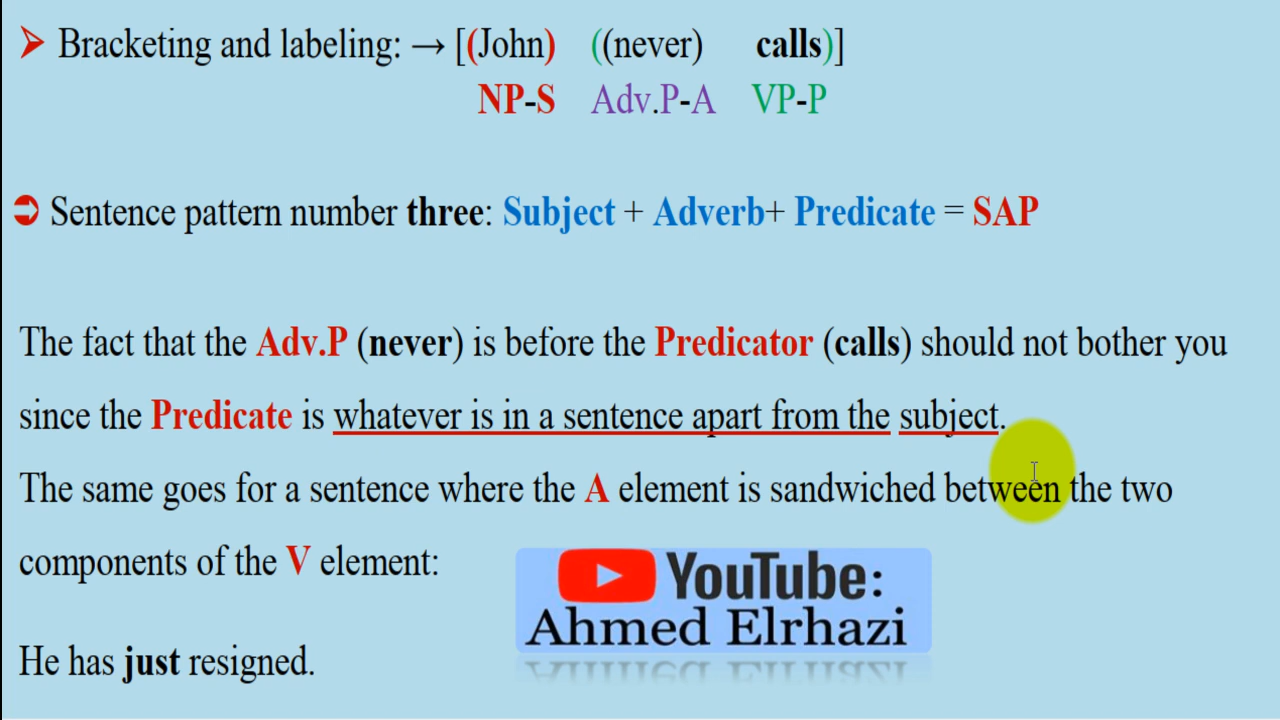 ➢ Bracketing and labeling: → [(John) ((never) calls)]
NP-S Adv.P-A VP-P
➲ Sentence pattern number three: Subject + Adverb+ Predicate = SAP
The fact that the Adv.P (never) is before the Predicator (calls) should not bother you
since the Predicate is whatever is in a sentence apart from the subject.
The same goes for a sentence where the A element is sandwiched between the two
components of the V element:
YouTube:
Ahmed Elrhazi
He has just resigned.